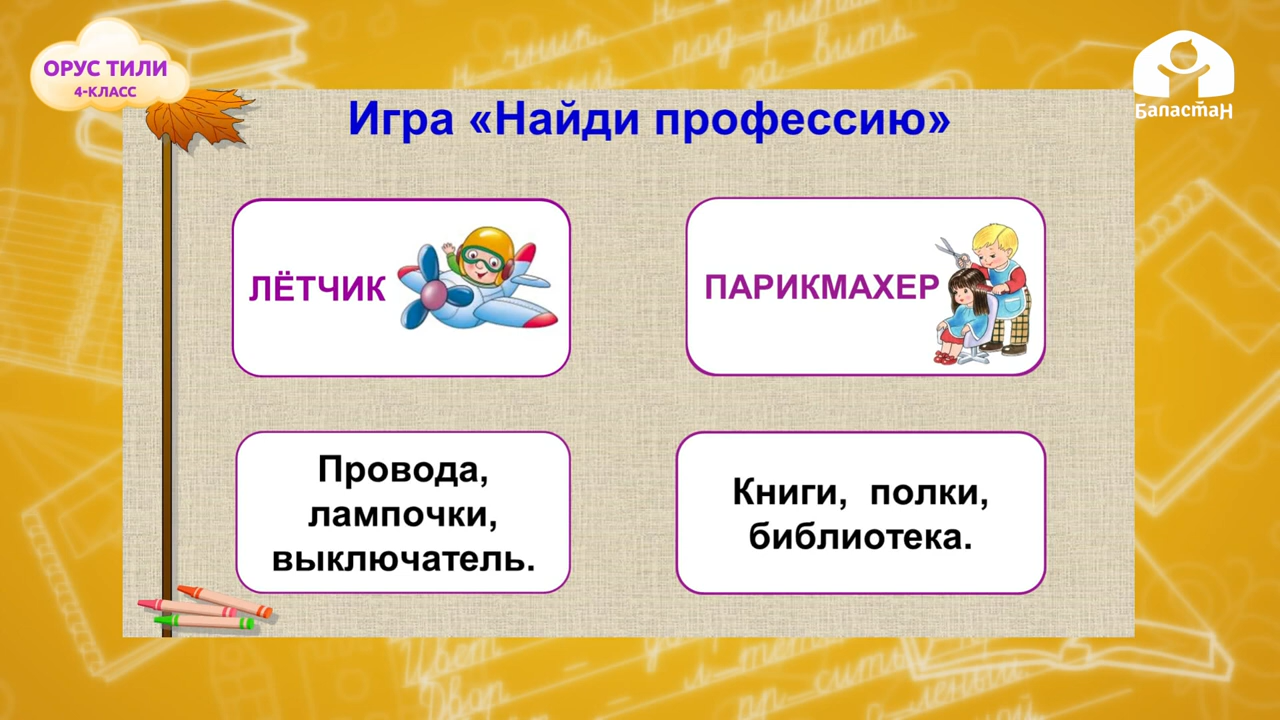 ОРУС ТИЛИ
4-КЛАСС
Баластан
Игра «Найди профессию»
ЛЁТЧИК
ПАРИКМАХЕР
Провода,
лампочки,
выключатель.
Книги, полки,
библиотека.